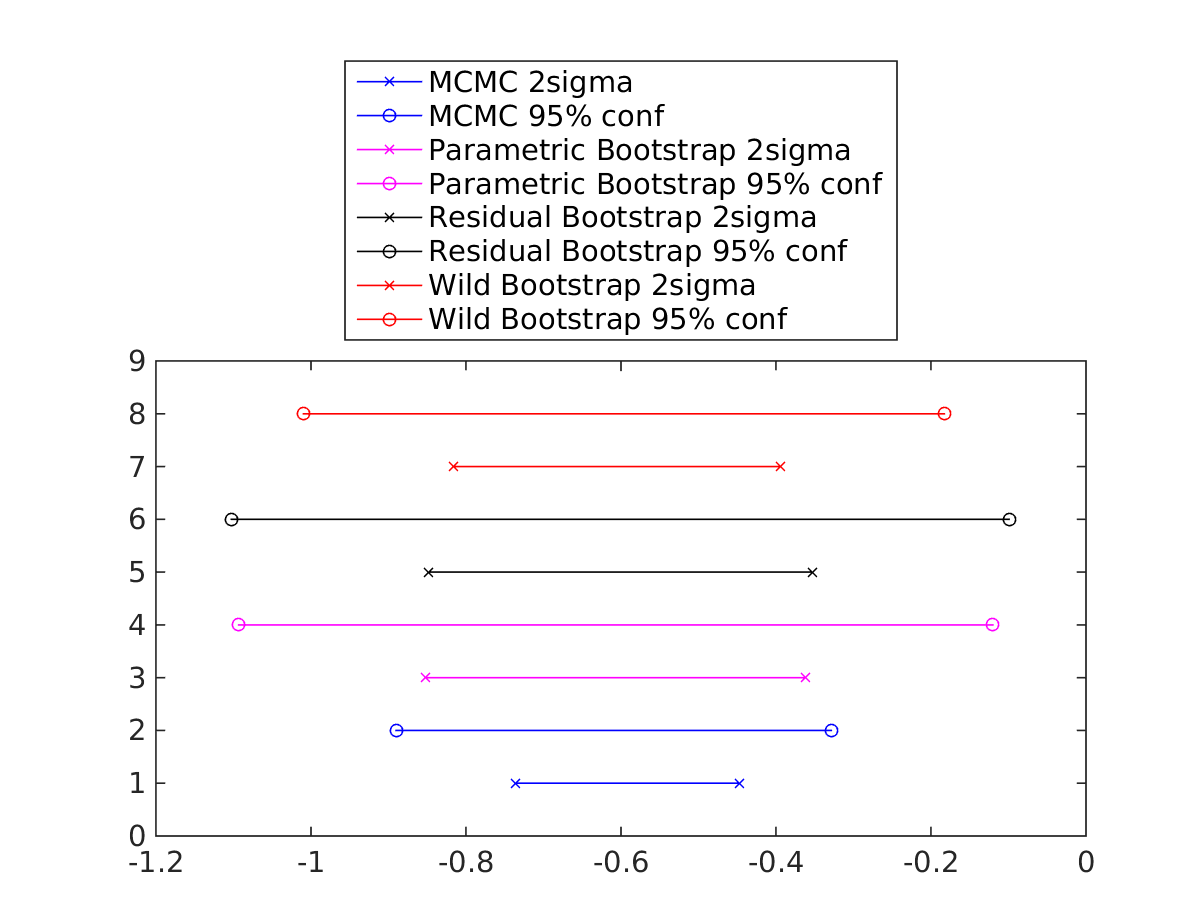 MCMC 2sigma
MCMC 95% conf
Parametric Bootstrap 2sigma
Parametric Bootstrap 95% conf
Residual Bootstrap 2sigma
Residual Bootstrap 95% conf
Wild Bootstrap 2sigma
Wild Bootstrap 95% conf
9
8
7
6
5
4
3
2
1
0
-1.2 -1 -0.8 -0.6 -0.4 -0.2 0